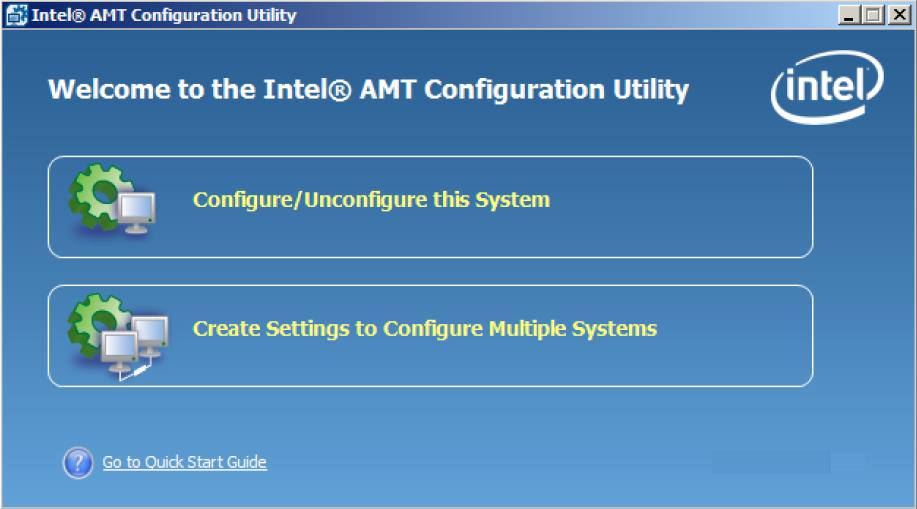 Intel® AMT Configuration Utility
Welcome to the Intel® AMT Configuration Utility
intel
Configure/Unconfigure this System
Create Settings to Configure Multiple Systems
? Go to Quick Start Guide